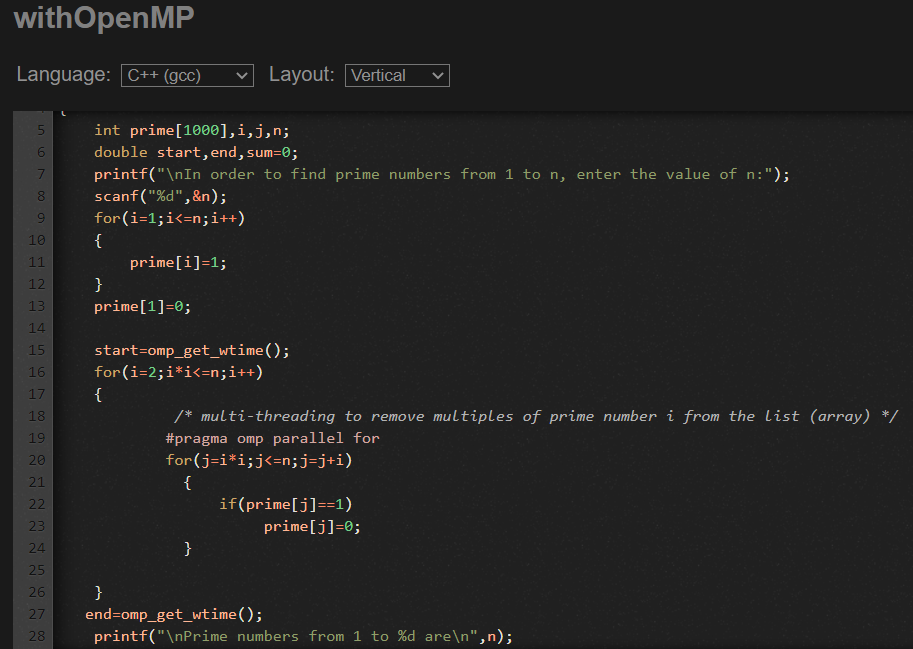 withOpenMP
Language: C++ (gcc) Layout: Vertical
{
5 int prime[1000],i,j,n;
6 double start,end,sum=0;
7 printf("\nIn order to find prime numbers from 1 to n, enter the value of n:");
8 scanf("%d",&n);
9 for(i=1;i<=n;i++)
10 {
11 prime[i]=1;
12 }
13 prime[1]=0;
14
15 start=omp_get_wtime();
16 for(i=2;i*i<=n;i++)
17 {
18 /* multi-threading to remove multiples of prime number i from the list (array) */
19 #pragma omp parallel for
20 for(j=i*i;j<=n;j=j+i)
21 {
22 if(prime[j]==1)
23 prime[j]=0;
24 }
25
26 }
27 end=omp_get_wtime();
28 printf("\nPrime numbers from 1 to %d are\n",n);